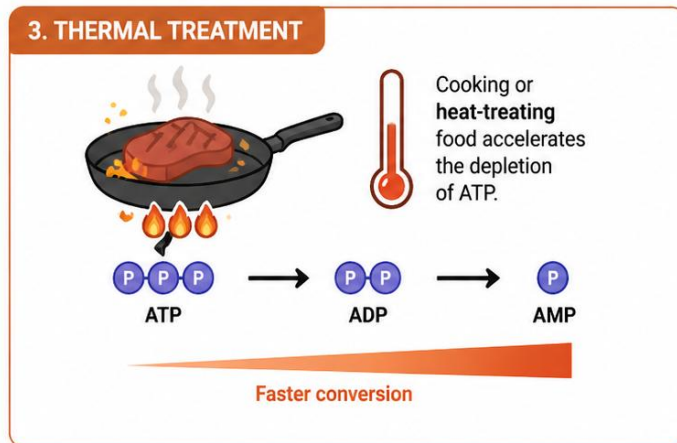 3. THERMAL TREATMENT
Cooking or
heat-treating
food accelerates
the depletion
of ATP.
P P P
P P
P
ATP
ADP
AMP
Faster conversion